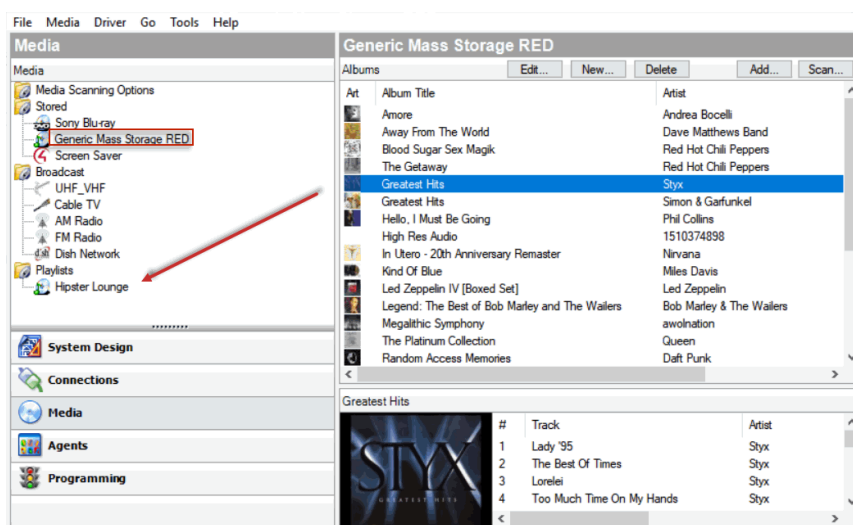 File Media Driver Go Tools Help
Media
Media
Media Scanning Options
Stored
Sony Blu-ray
Generic Mass Storage RED
Screen Saver
Broadcast
UHF_VHF
Cable TV
AM Radio
FM Radio
dish Dish Network
Playlists
Hipster Lounge
System Design
Connections
Media
Agents
Programming
Generic Mass Storage RED
Albums Edit... New... Delete Add... Scan...
Art Album Title Artist
Amore Andrea Bocelli
Away From The World Dave Matthews Band
Blood Sugar Sex Magik Red Hot Chili Peppers
The Getaway Red Hot Chili Peppers
Greatest Hits Styx
Greatest Hits Simon & Garfunkel
Hello, I Must Be Going Phil Collins
High Res Audio 1510374898
In Utero - 20th Anniversary Remaster Nirvana
Kind Of Blue Miles Davis
Led Zeppelin IV [Boxed Set] Led Zeppelin
Legend: The Best of Bob Marley and The Wailers Bob Marley & The Wailers
Megalithic Symphony awolnation
The Platinum Collection Queen
Random Access Memories Daft Punk
Greatest Hits
STYX
GREATEST HITS
# Track Artist
1 Lady '95 Styx
2 The Best Of Times Styx
3 Lorelei Styx
4 Too Much Time On My Hands Styx